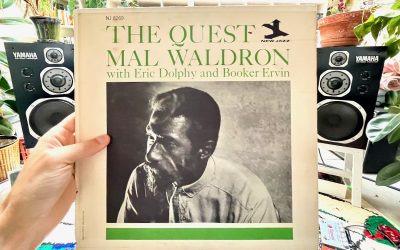 NJ 8269
THE QUEST
NEW JAZZ
MAL WALDRON
with Eric Dolphy and Booker Ervin
YAMAHA
YAMAHA